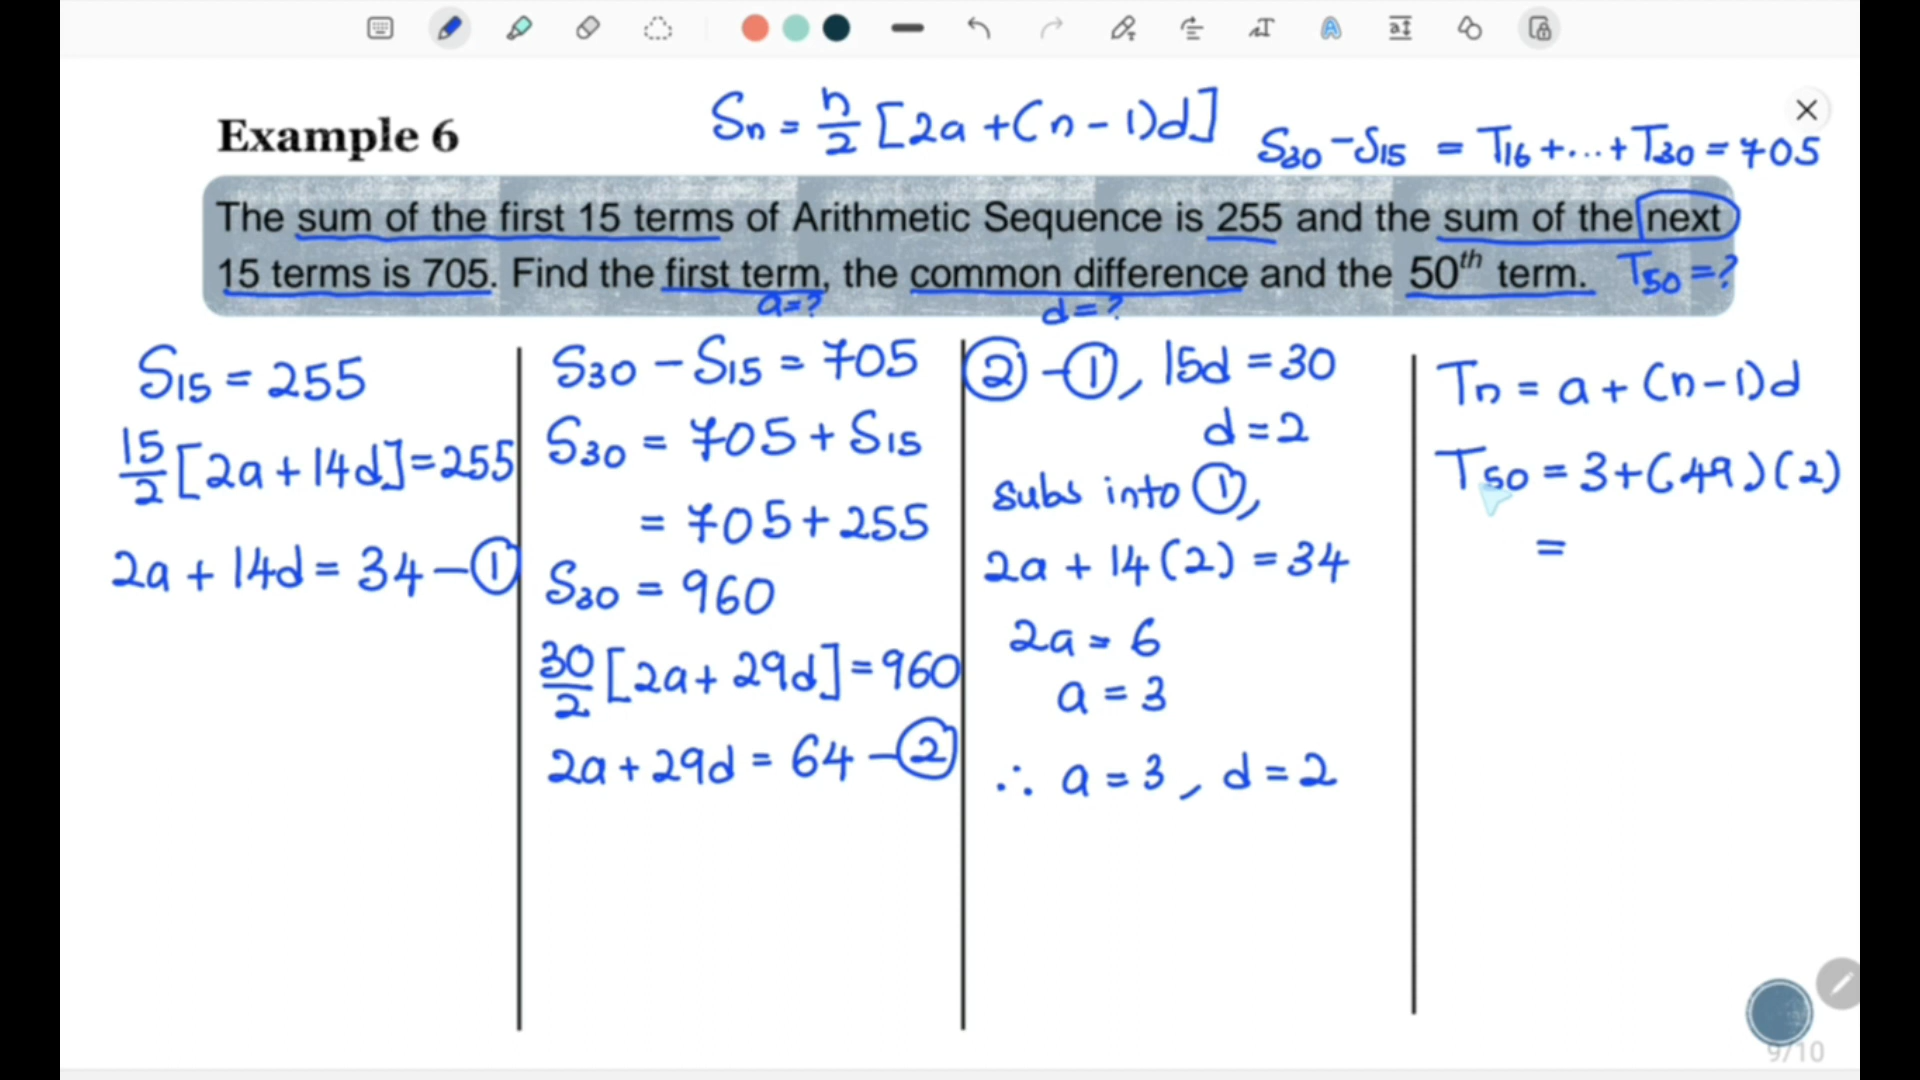 Example 6
Sn = n/2 [2a + (n - 1)d]
S30 - S15 = T16 + ... + T30 = 705
The sum of the first 15 terms of Arithmetic Sequence is 255 and the sum of the next
15 terms is 705. Find the first term, the common difference and the 50th term. T50 = ?
a = ?
d = ?
S15 = 255
15/2 [2a + 14d] = 255
2a + 14d = 34 - ①
S30 - S15 = 705
S30 = 705 + S15
= 705 + 255
S30 = 960
30/2 [2a + 29d] = 960
2a + 29d = 64 - ②
② - ①, 15d = 30
d = 2
subs into ①,
2a + 14(2) = 34
2a = 6
a = 3
∴ a = 3, d = 2
Tn = a + (n - 1)d
T50 = 3 + (49)(2)
=
9/10